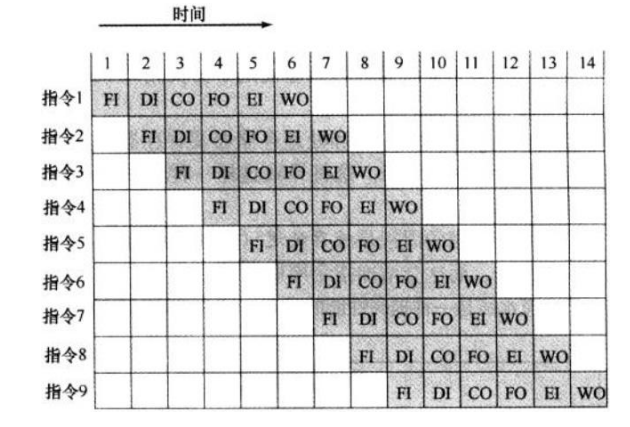 时间
1 2 3 4 5 6 7 8 9 10 11 12 13 14
指令1 FI DI CO FO EI WO
指令2 FI DI CO FO EI WO
指令3 FI DI CO FO EI WO
指令4 FI DI CO FO EI WO
指令5 FI DI CO FO EI WO
指令6 FI DI CO FO EI WO
指令7 FI DI CO FO EI WO
指令8 FI DI CO FO EI WO
指令9 FI DI CO FO EI WO